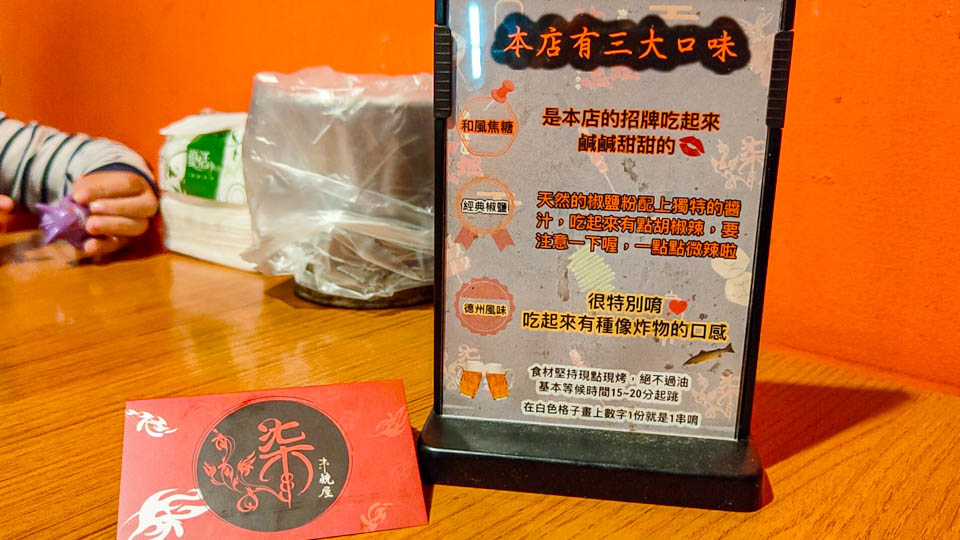 本店有三大口味
和風焦糖
是本店的招牌吃起來
鹹鹹甜甜的
經典椒鹽
天然的椒鹽粉配上獨特的醬
汁，吃起來有點胡椒辣，要
注意一下喔，一點點微辣啦
德州風味
很特別唷
吃起來有種像炸物的口感
食材堅持現點現烤，絕不過油
基本等候時間15~20分起跳
在白色格子畫上數字1份就是1串唷
柒
串燒屋